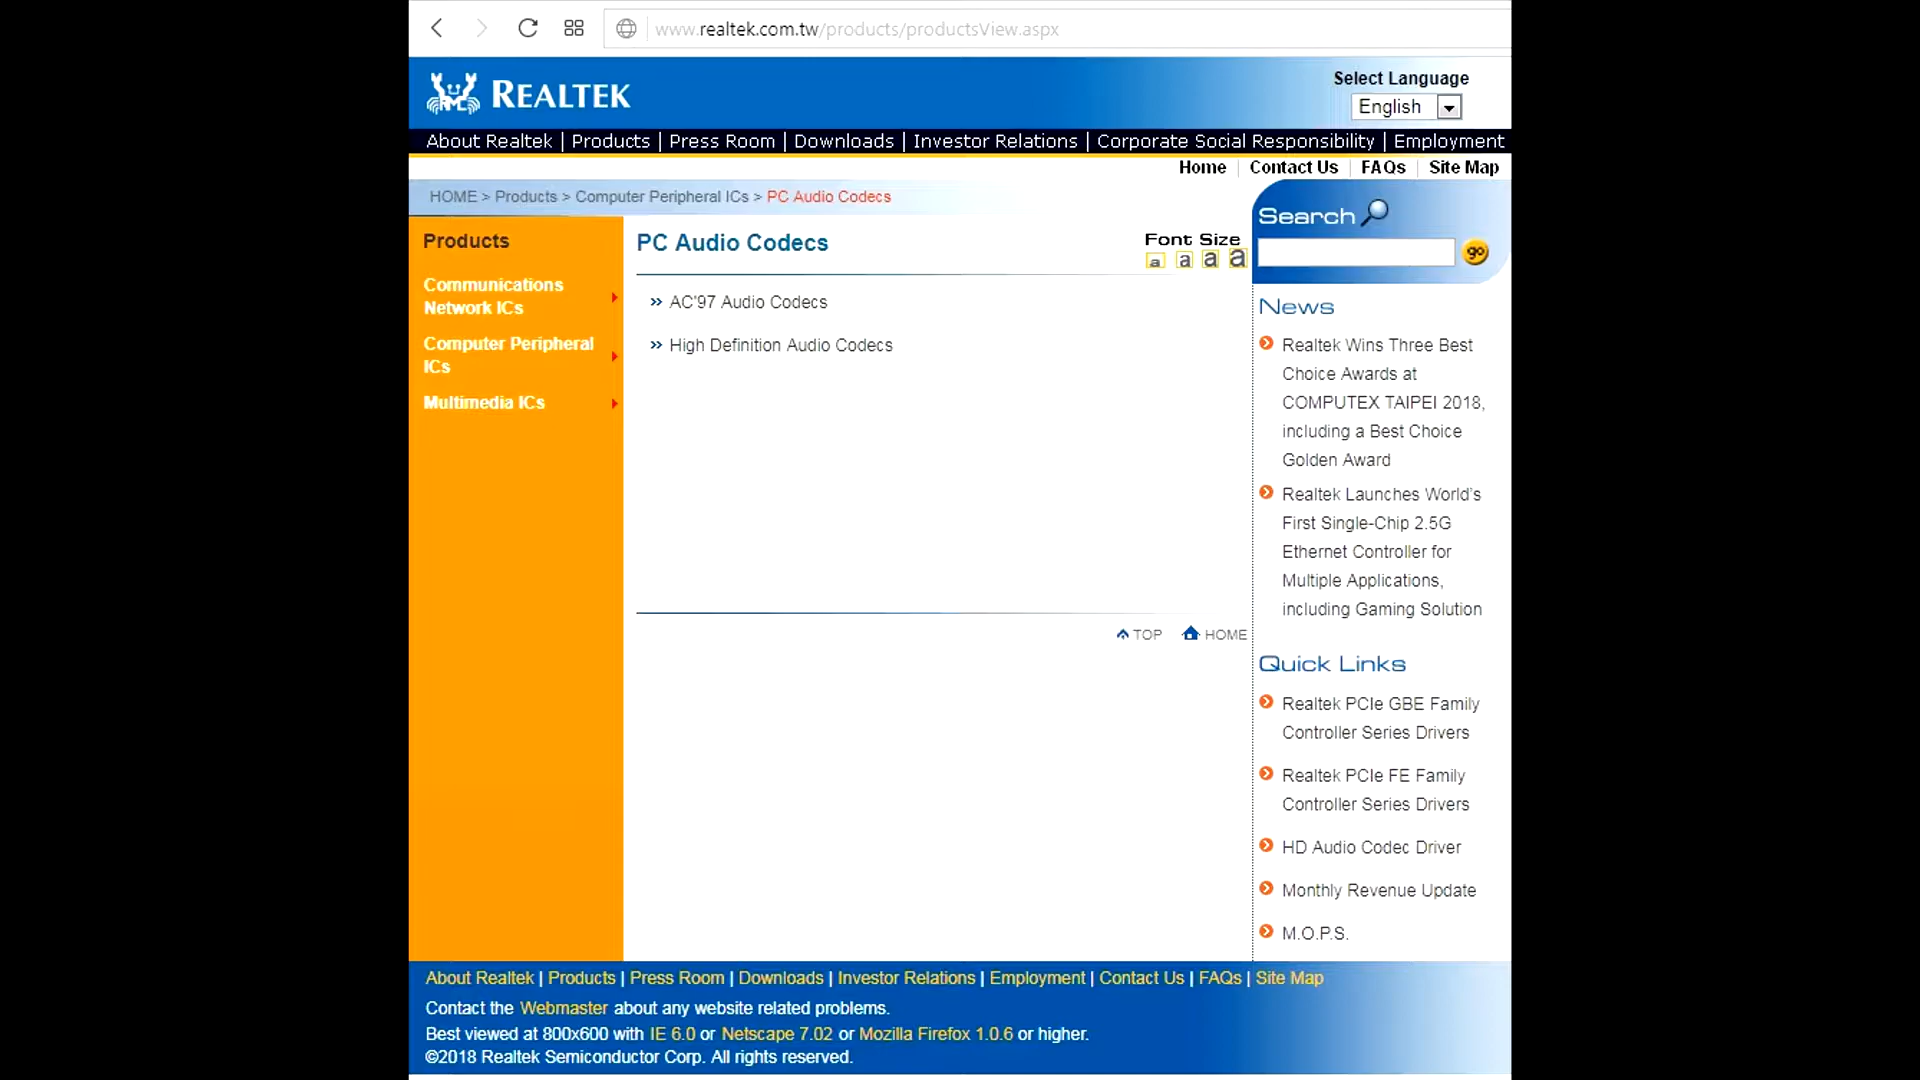 www.realtek.com.tw/products/productsView.aspx
REALTEK
Select Language
English
About Realtek | Products | Press Room | Downloads | Investor Relations | Corporate Social Responsibility | Employment
Home | Contact Us | FAQs | Site Map
HOME > Products > Computer Peripheral ICs > PC Audio Codecs
Products
Communications
Network ICs
Computer Peripheral
ICs
Multimedia ICs
PC Audio Codecs
Font Size
a a a a
» AC'97 Audio Codecs
» High Definition Audio Codecs
TOP HOME
Search
go
News
Realtek Wins Three Best
Choice Awards at
COMPUTEX TAIPEI 2018,
including a Best Choice
Golden Award
Realtek Launches World’s
First Single-Chip 2.5G
Ethernet Controller for
Multiple Applications,
including Gaming Solution
Quick Links
Realtek PCIe GBE Family
Controller Series Drivers
Realtek PCIe FE Family
Controller Series Drivers
HD Audio Codec Driver
Monthly Revenue Update
M.O.P.S.
About Realtek | Products | Press Room | Downloads | Investor Relations | Employment | Contact Us | FAQs | Site Map
Contact the Webmaster about any website related problems.
Best viewed at 800x600 with IE 6.0 or Netscape 7.02 or Mozilla Firefox 1.0.6 or higher.
©2018 Realtek Semiconductor Corp. All rights reserved.